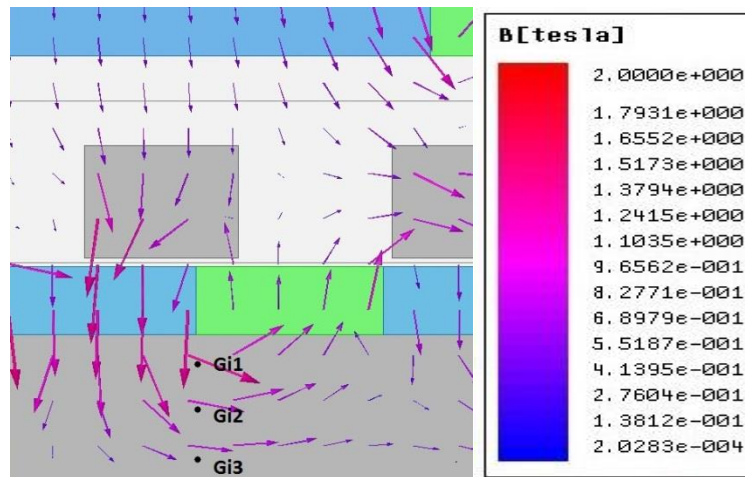 B[tesla]
2.0000e+000
1.7931e+000
1.6552e+000
1.5173e+000
1.3794e+000
1.2415e+000
1.1035e+000
9.6562e-001
8.2771e-001
6.8979e-001
5.5187e-001
4.1395e-001
2.7604e-001
1.3812e-001
2.0283e-004
Gi1
Gi2
Gi3